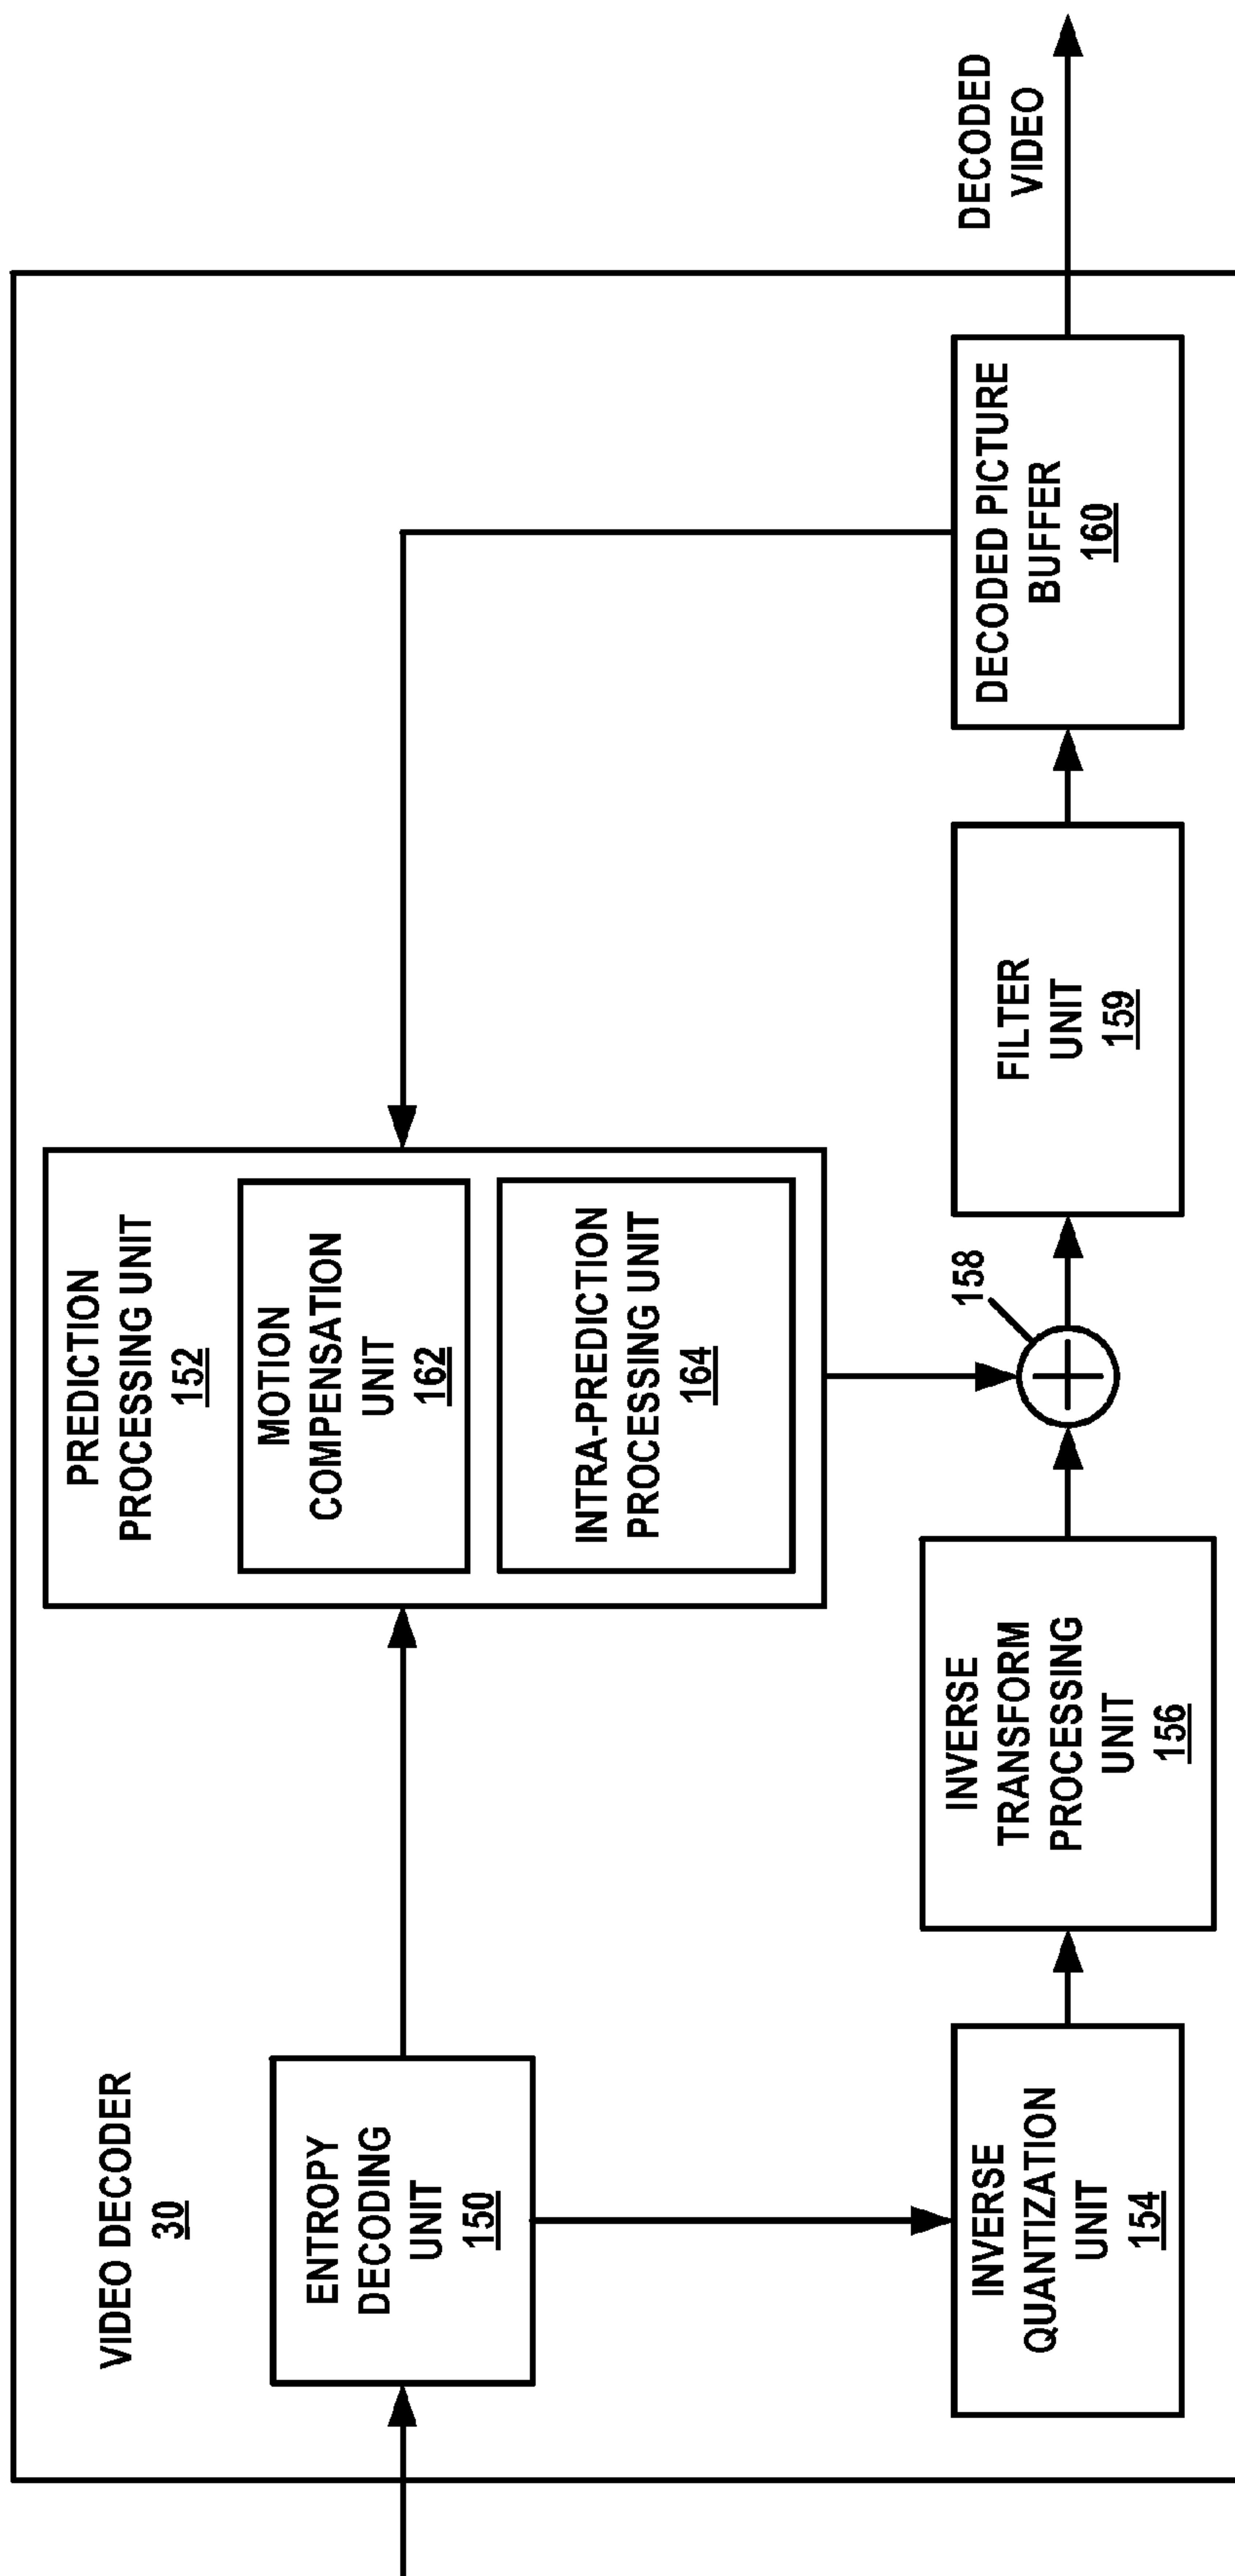 VIDEO DECODER
30
ENTROPY
DECODING
UNIT
150
PREDICTION
PROCESSING UNIT
152
MOTION
COMPENSATION
UNIT
162
INTRA-PREDICTION
PROCESSING UNIT
164
INVERSE
QUANTIZATION
UNIT
154
INVERSE
TRANSFORM
PROCESSING
UNIT
156
158
FILTER
UNIT
159
DECODED PICTURE
BUFFER
160
DECODED
VIDEO